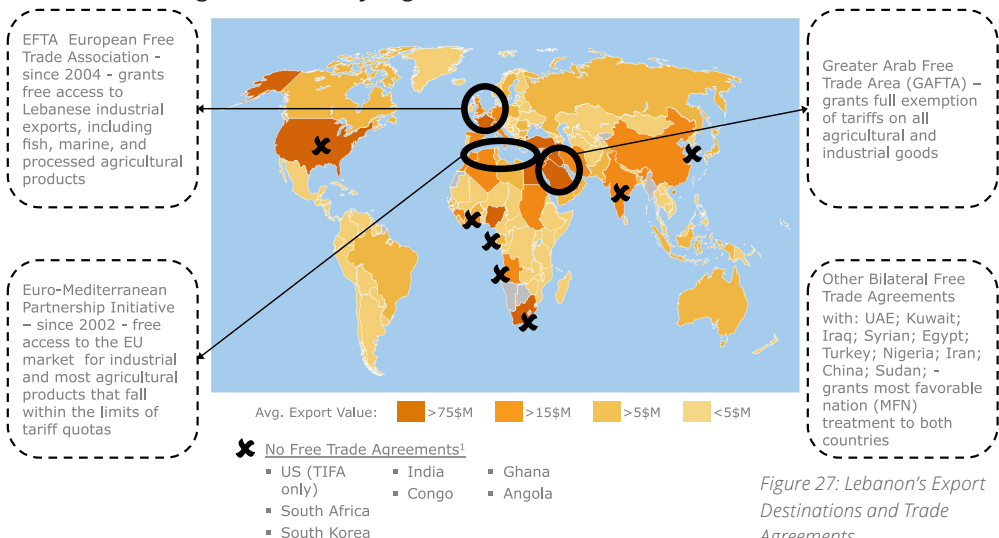 EFTA European Free
Trade Association -
since 2004 - grants
free access to
Lebanese industrial
exports, including
fish, marine, and
processed agricultural
products
Greater Arab Free
Trade Area (GAFTA) –
grants full exemption
of tariffs on all
agricultural and
industrial goods
Euro-Mediterranean
Partnership Initiative
– since 2002 - free
access to the EU
market for industrial
and most agricultural
products that fall
within the limits of
tariff quotas
Other Bilateral Free
Trade Agreements
with: UAE; Kuwait;
Iraq; Syrian; Egypt;
Turkey; Nigeria; Iran;
China; Sudan; -
grants most favorable
nation (MFN)
treatment to both
countries
Avg. Export Value: >75$M >15$M >5$M <5$M
No Free Trade Agreements¹
▪ US (TIFA
only)
▪ South Africa
▪ South Korea
▪ India
▪ Congo
▪ Ghana
▪ Angola
Figure 27: Lebanon's Export
Destinations and Trade
Agreements